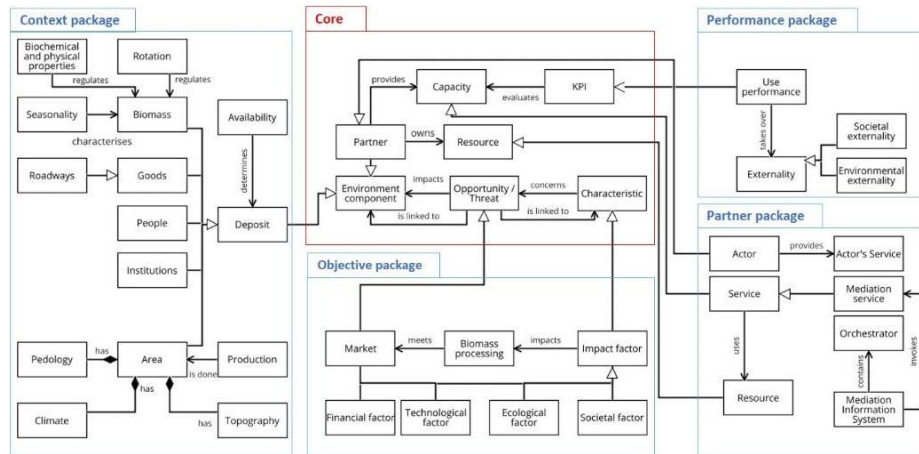 Context package
Biochemical
and physical
properties
Rotation
regulates
regulates
Seasonality
Biomass
Availability
characterises
Roadways
Goods
determines
People
Deposit
Institutions
Pedology
has
Area
Production
is done
has
Climate
has
Topography
Core
provides
Capacity
KPI
evaluates
Partner
owns
Resource
impacts
concerns
Environment
component
Opportunity /
Threat
Characteristic
is linked to
is linked to
Objective package
Market
meets
Biomass
processing
impacts
Impact factor
Financial factor
Technological
factor
Ecological
factor
Societal factor
Performance package
Use
performance
takes over
Societal
externality
Externality
Environmental
externality
Partner package
Actor
provides
Actor's Service
Service
Mediation
service
Orchestrator
uses
contains
invokes
Resource
Mediation
Information
System